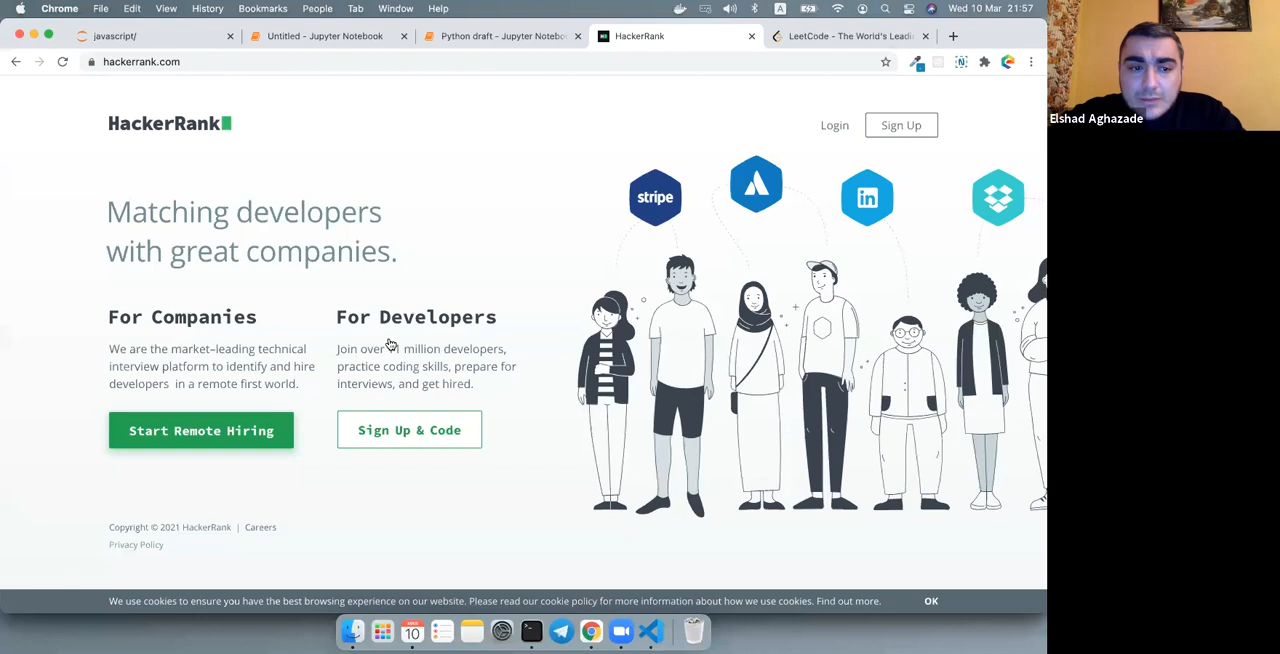 Chrome File Edit View History Bookmarks People Tab Window Help
A
Wed 10 Mar 21:57
javascript/
Untitled - Jupyter Notebook
Python draft - Jupyter Notebo
HackerRank
LeetCode - The World's Leadi
hackerrank.com
Elshad Aghazade
HackerRank
Login
Sign Up
stripe
in
Matching developers
with great companies.
For Companies
We are the market-leading technical
interview platform to identify and hire
developers in a remote first world.
Start Remote Hiring
For Developers
Join over 11 million developers,
practice coding skills, prepare for
interviews, and get hired.
Sign Up & Code
Copyright © 2021 HackerRank | Careers
Privacy Policy
We use cookies to ensure you have the best browsing experience on our website. Please read our cookie policy for more information about how we use cookies. Find out more.
OK
10